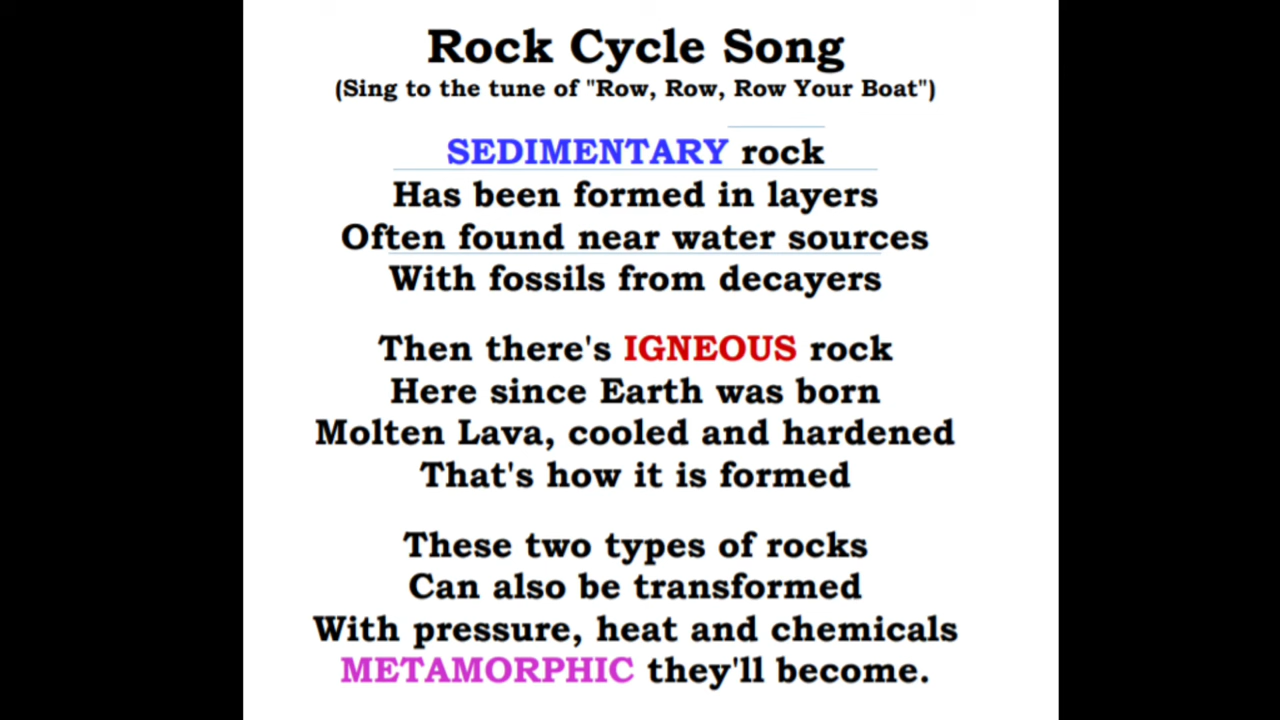 Rock Cycle Song
(Sing to the tune of "Row, Row, Row Your Boat")
SEDIMENTARY rock
Has been formed in layers
Often found near water sources
With fossils from decayers
Then there's IGNEOUS rock
Here since Earth was born
Molten Lava, cooled and hardened
That's how it is formed
These two types of rocks
Can also be transformed
With pressure, heat and chemicals
METAMORPHIC they'll become.